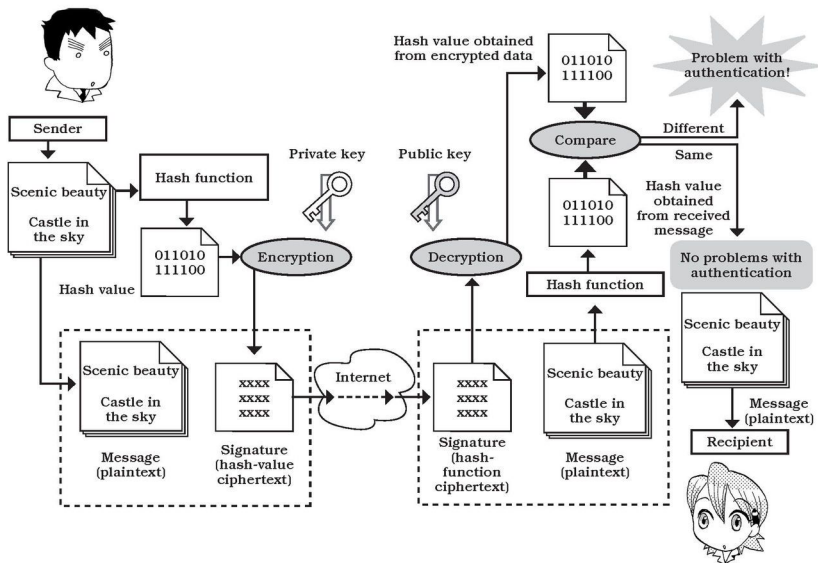 Sender
Scenic beauty
Castle in
the sky
Hash function
011010
111100
Hash value
Private key
Encryption
Scenic beauty
Castle in
the sky
Message
(plaintext)
xxxx
xxxx
xxxx
Signature
(hash-value
ciphertext)
Internet
xxxx
xxxx
xxxx
Signature
(hash-
function
ciphertext)
Scenic beauty
Castle in
the sky
Message
(plaintext)
Public key
Decryption
Hash value obtained
from encrypted data
011010
111100
Compare
011010
111100
Hash function
Hash value
obtained
from received
message
Different
Same
Problem with
authentication!
No problems with
authentication
Scenic beauty
Castle in
the sky
Message
(plaintext)
Recipient